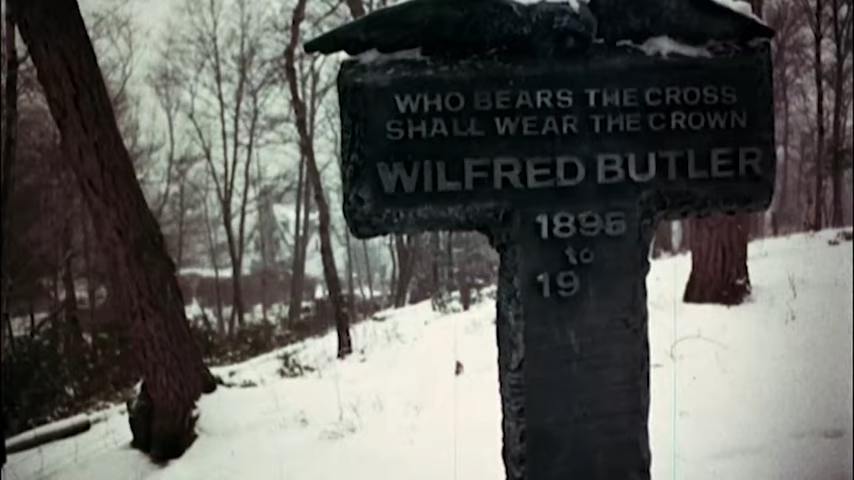 WHO BEARS THE CROSS
SHALL WEAR THE CROWN
WILFRED BUTLER
1895
to
19